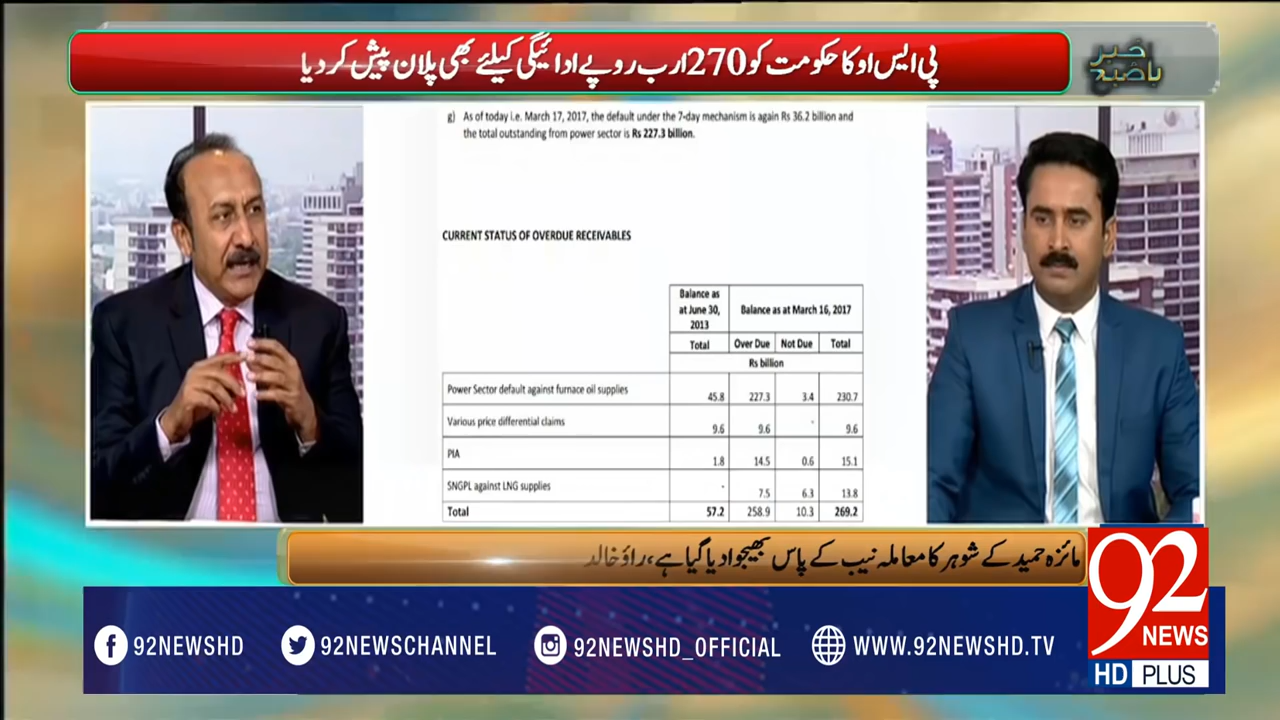 پی ایس او کا حکومت کو 270 ارب روپے ادائیگی کیلئے بھی پلان پیش کر دیا
خبر باضبہ
g) As of today i.e. March 17, 2017, the default under the 7-day mechanism is again Rs 36.2 billion and
the total outstanding from power sector is Rs 227.3 billion.
CURRENT STATUS OF OVERDUE RECEIVABLES
Balance as at June 30, 2013 Balance as at March 16, 2017
Total Over Due Not Due Total
Rs billion
Power Sector default against furnace oil supplies 45.8 227.3 3.4 230.7
Various price differential claims 9.6 9.6 - 9.6
PIA 1.8 14.5 0.6 15.1
SNGPL against LNG supplies - 7.5 6.3 13.8
Total 57.2 258.9 10.3 269.2
مائزہ حمید کے شوہر کا معاملہ نیب کے پاس بھیجوا دیا گیا ہے، راؤ خالد
92NEWSHD 92NEWSCHANNEL 92NEWSHD_OFFICIAL WWW.92NEWSHD.TV
92
NEWS
HD PLUS